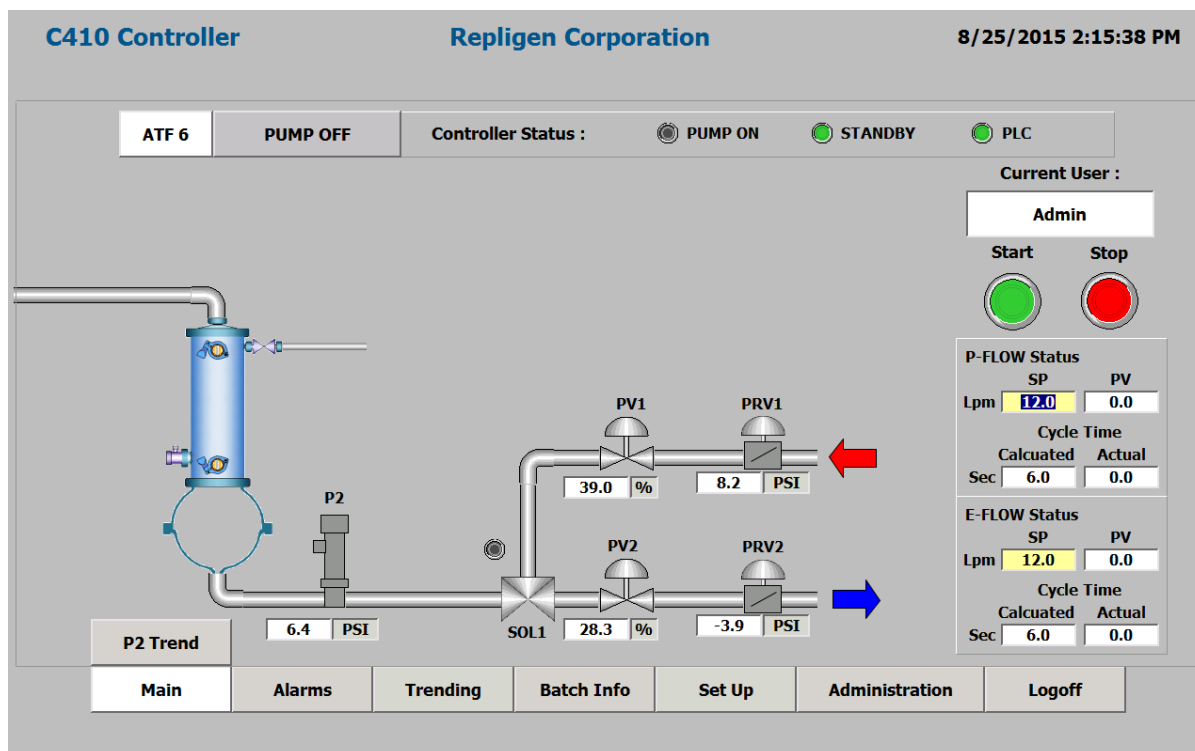 C410 Controller Repligen Corporation 8/25/2015 2:15:38 PM
ATF 6 PUMP OFF Controller Status : PUMP ON STANDBY PLC
Current User :
Admin
Start Stop
P-FLOW Status
SP PV
Lpm 12.0 0.0
Cycle Time
Calcuated Actual
Sec 6.0 0.0
E-FLOW Status
SP PV
Lpm 12.0 0.0
Cycle Time
Calcuated Actual
Sec 6.0 0.0
PV1 PRV1
39.0 % 8.2 PSI
P2
PV2 PRV2
6.4 PSI SOL1 28.3 % -3.9 PSI
P2 Trend
Main Alarms Trending Batch Info Set Up Administration Logoff